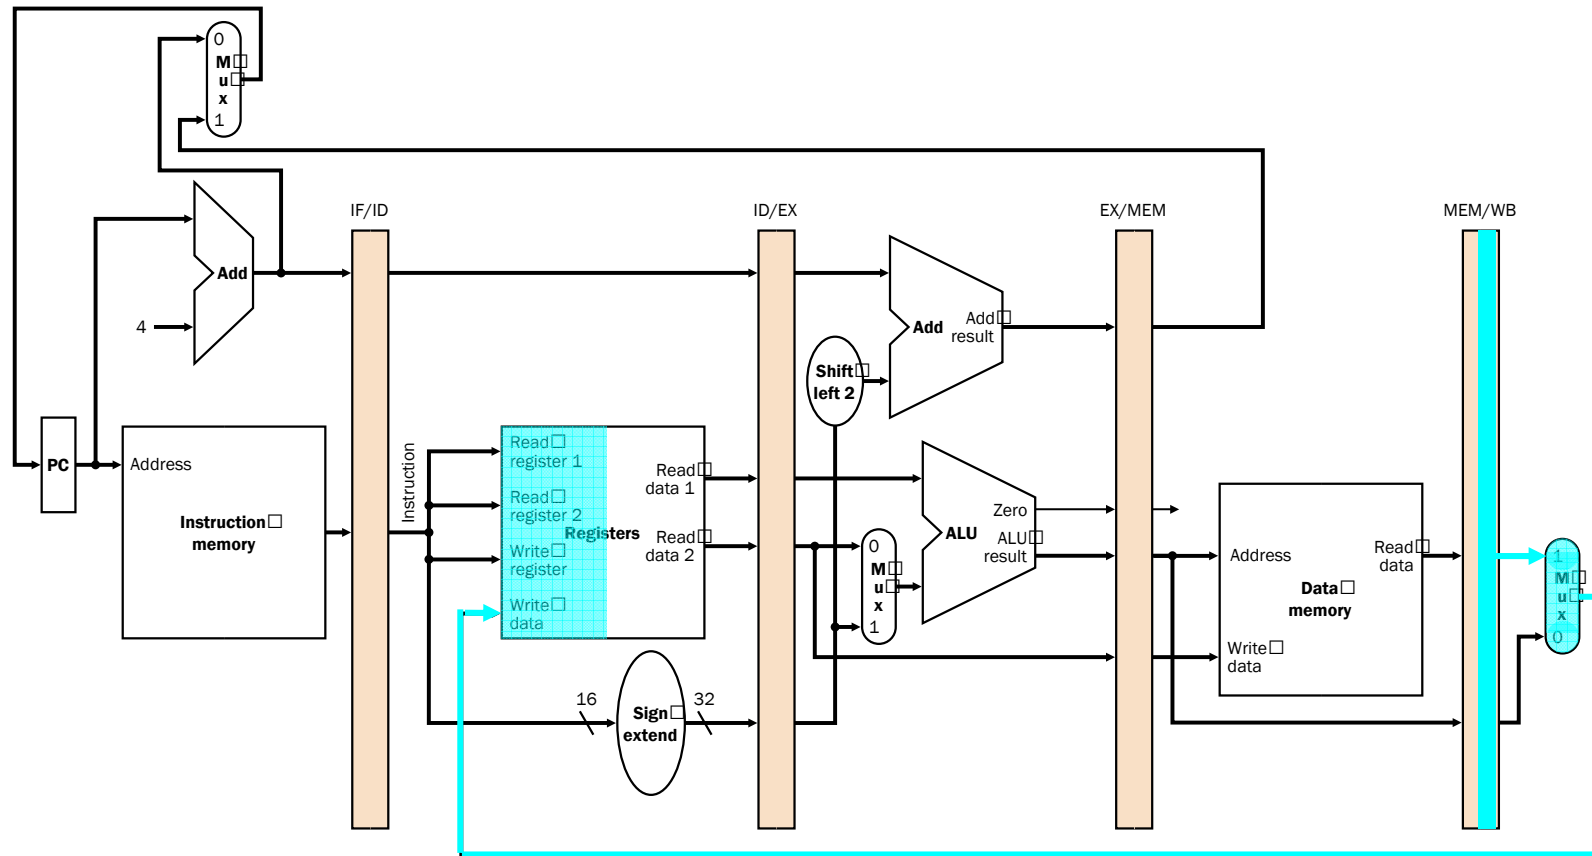 0
M
u
x
1
IF/ID
ID/EX
EX/MEM
MEM/WB
Add
4
Add
Add
result
Shift
left 2
PC
Address
Instruction
memory
Instruction
Read
register 1
Read
register 2
Write
register
Write
data
Registers
Read
data 1
Read
data 2
16
Sign
extend
32
0
M
u
x
1
ALU
Zero
ALU
result
Address
Read
data
Data
memory
Write
data
1
M
u
x
0